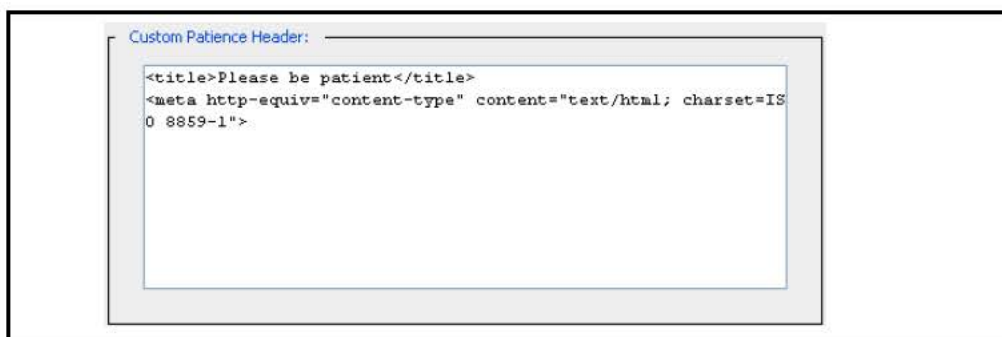 Custom Patience Header:
<title>Please be patient</title>
<meta http-equiv="content-type" content="text/html; charset=IS
O 8859-1">